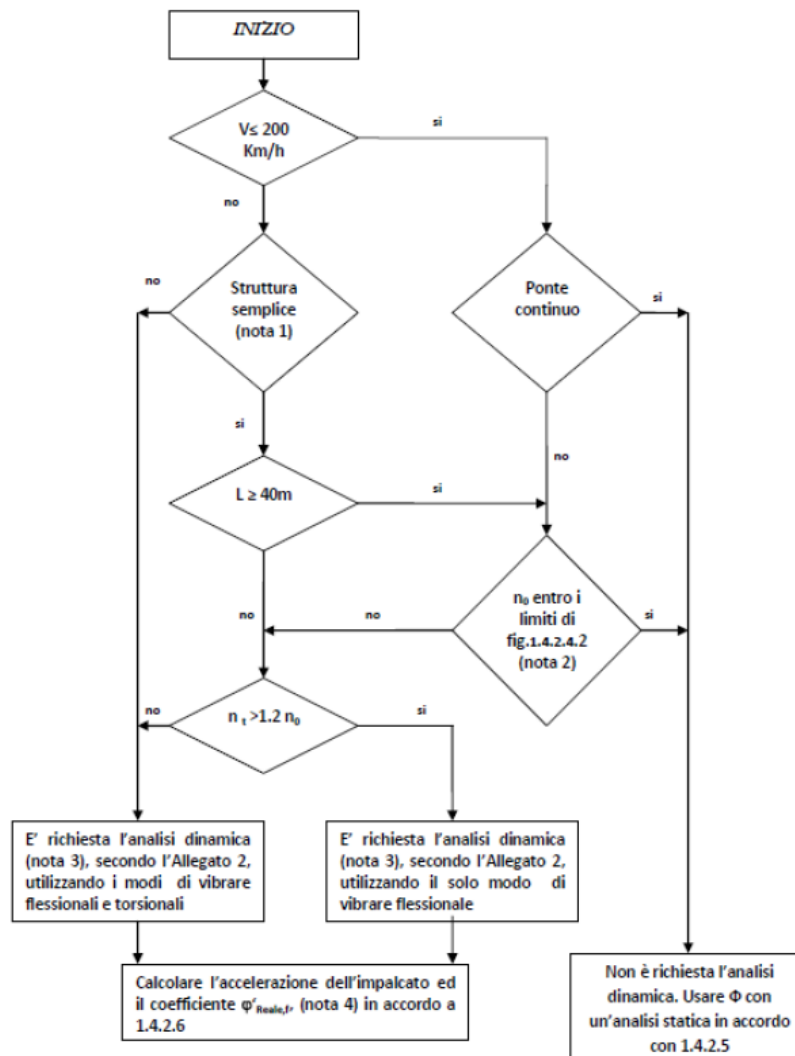 INIZIO
V≤ 200
Km/h
si
no
no
Struttura
semplice
(nota 1)
Ponte
continuo
si
si
no
L ≥ 40m
si
no
no
n₀ entro i
limiti di
fig.1.4.2.4.2
(nota 2)
si
no
n t >1.2 n₀
si
E' richiesta l'analisi dinamica
(nota 3), secondo l'Allegato 2,
utilizzando i modi di vibrare
flessionali e torsionali
E' richiesta l'analisi dinamica
(nota 3), secondo l'Allegato 2,
utilizzando il solo modo di
vibrare flessionale
Calcolare l'accelerazione dell'impalcato ed
il coefficiente φ'Reale,f, (nota 4) in accordo a
1.4.2.6
Non è richiesta l'analisi
dinamica. Usare Φ con
un'analisi statica in accordo
con 1.4.2.5